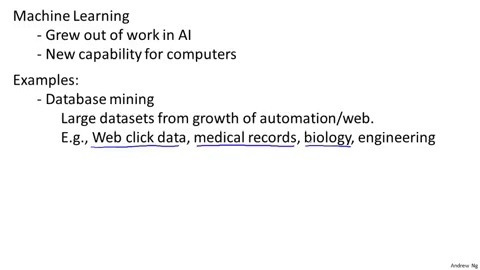 Machine Learning
- Grew out of work in AI
- New capability for computers
Examples:
- Database mining
Large datasets from growth of automation/web.
E.g., Web click data, medical records, biology, engineering
Andrew Ng